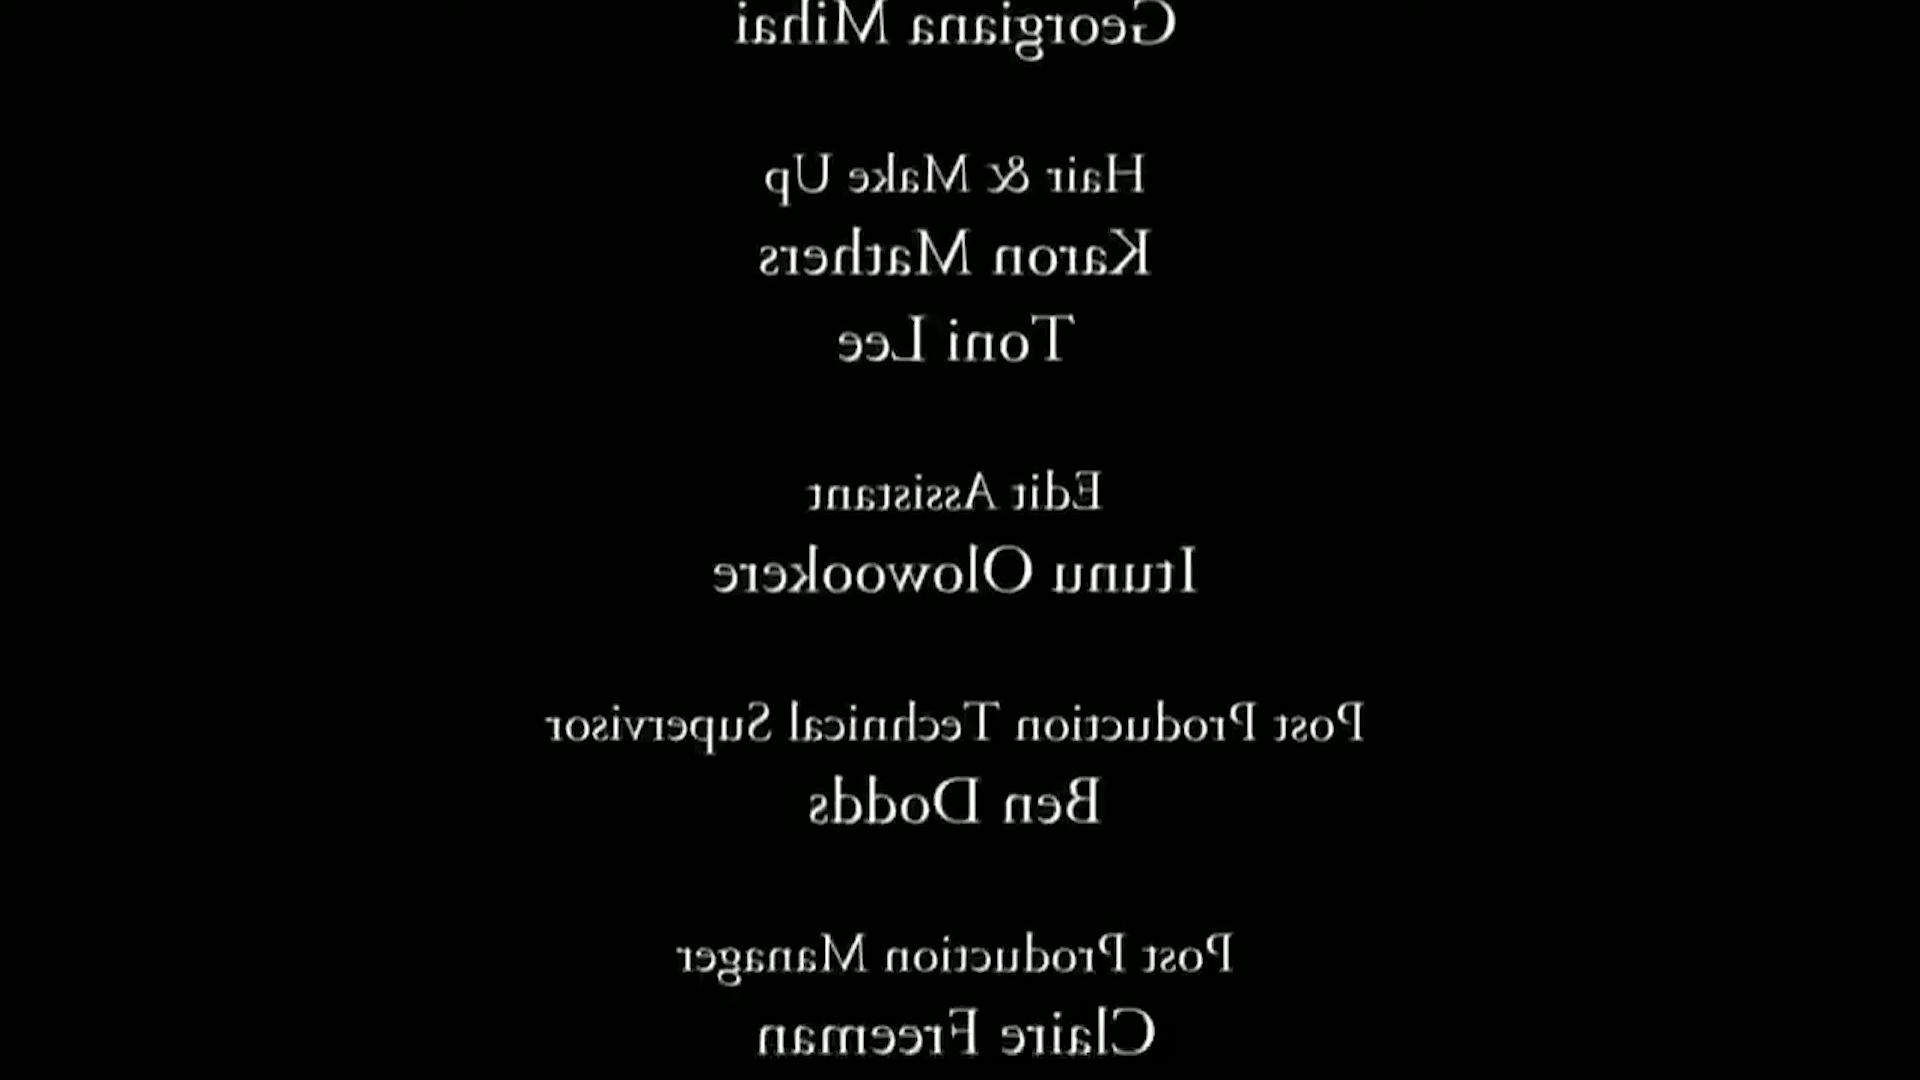 Georgiana Mihai
Hair & Make Up
Karon Mathers
Toni Lee
Edit Assistant
Itunu Olowookere
Post Production Technical Supervisor
Ben Dodds
Post Production Manager
Claire Freeman